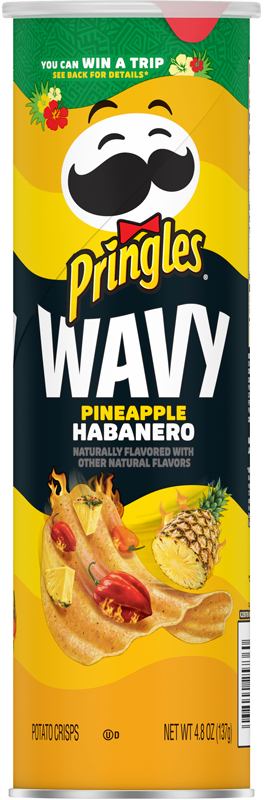 YOU CAN WIN A TRIP
SEE BACK FOR DETAILS*
Pringles®
WAVY
PINEAPPLE
HABANERO
NATURALLY FLAVORED WITH
OTHER NATURAL FLAVORS
POTATO CRISPS
U D
NET WT 4.8 OZ (137g)